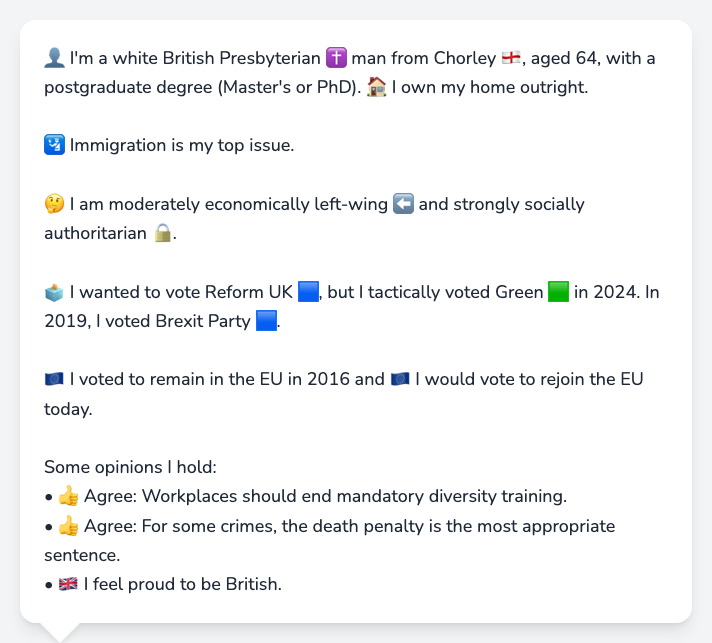 👤 I'm a white British Presbyterian ✝️ man from Chorley 🏴󠁧󠁢󠁥󠁮󠁧󠁿, aged 64, with a
postgraduate degree (Master's or PhD). 🏠 I own my home outright.
🛂 Immigration is my top issue.
🤔 I am moderately economically left-wing ⬅️ and strongly socially
authoritarian 🔒.
🗳️ I wanted to vote Reform UK 🟦, but I tactically voted Green 🟩 in 2024. In
2019, I voted Brexit Party 🟦.
🇪🇺 I voted to remain in the EU in 2016 and 🇪🇺 I would vote to rejoin the EU
today.
Some opinions I hold:
• 👍 Agree: Workplaces should end mandatory diversity training.
• 👍 Agree: For some crimes, the death penalty is the most appropriate
sentence.
• 🇬🇧 I feel proud to be British.